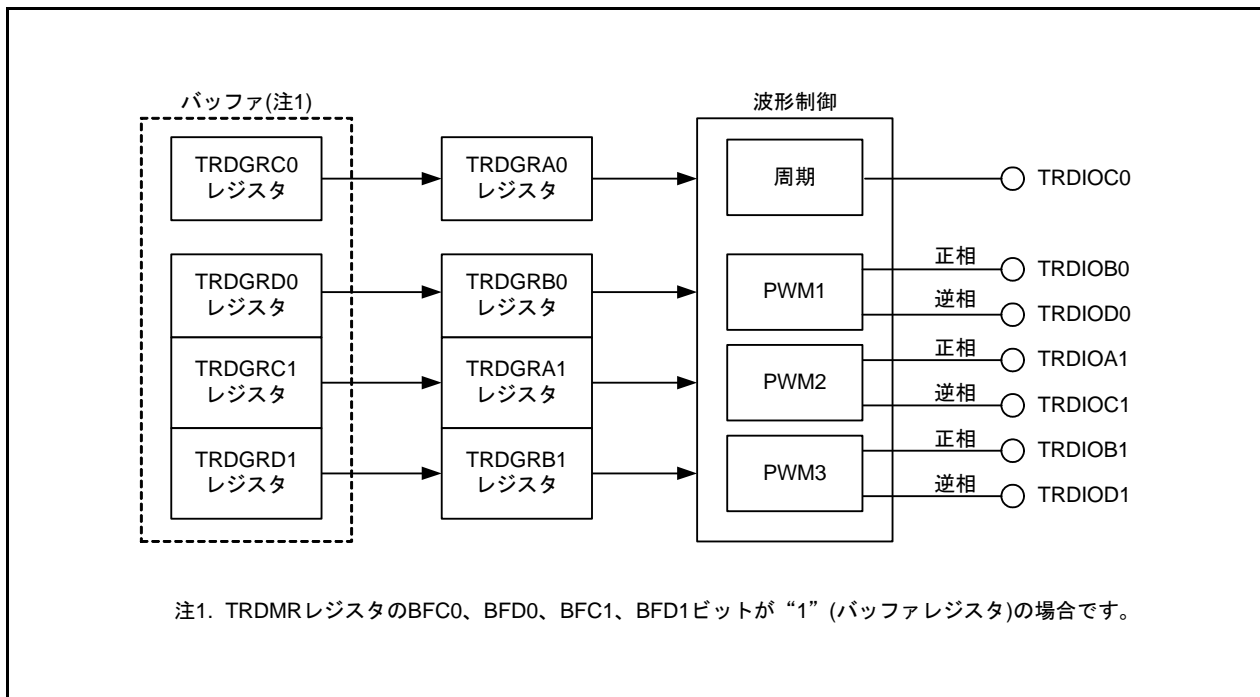 バッファ(注1)
波形制御
TRDGRC0
レジスタ
TRDGRA0
レジスタ
周期
TRDIOC0
TRDGRD0
レジスタ
TRDGRB0
レジスタ
PWM1
正相
TRDIOB0
逆相
TRDIOD0
TRDGRC1
レジスタ
TRDGRA1
レジスタ
PWM2
正相
TRDIOA1
逆相
TRDIOC1
TRDGRD1
レジスタ
TRDGRB1
レジスタ
PWM3
正相
TRDIOB1
逆相
TRDIOD1
注1. TRDMRレジスタのBFC0、BFD0、BFC1、BFD1ビットが“1”(バッファレジスタ)の場合です。